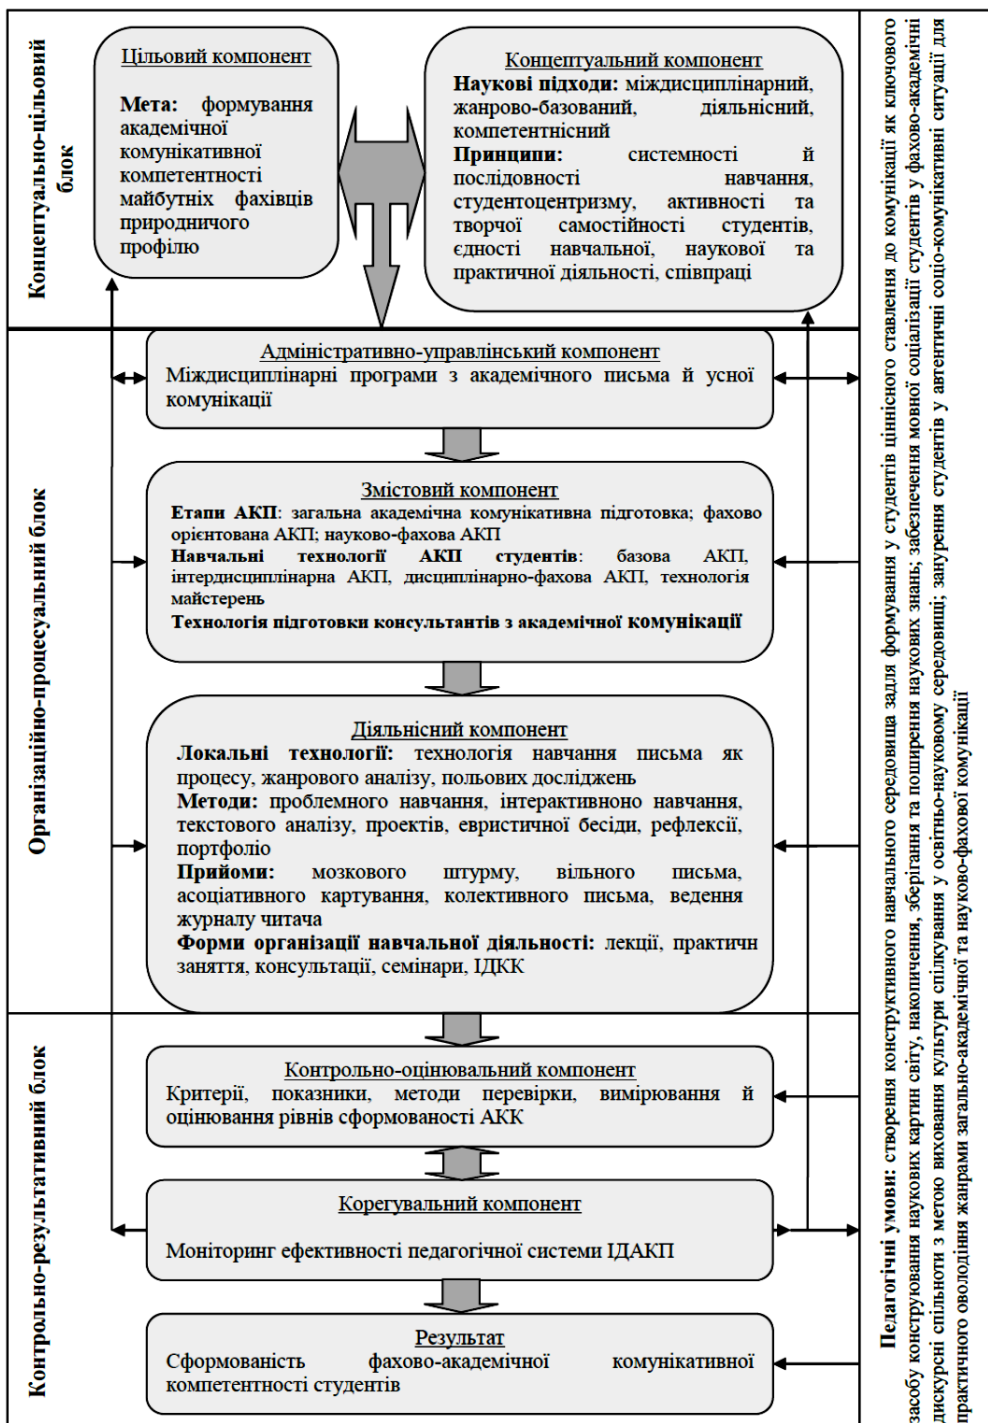 Концептуально-цільовий
блок
Цільовий компонент
Мета: формування
академічної
комунікативної
компетентності
майбутніх фахівців
природничого
профілю
Концептуальний компонент
Наукові підходи: міждисциплінарний,
жанрово-базований, діяльнісний,
компетентнісний
Принципи: системності й
послідовності навчання,
студентоцентризму, активності та
творчої самостійності студентів,
єдності навчальної, наукової та
практичної діяльності, співпраці
Організаційно-процесуальний блок
Адміністративно-управлінський компонент
Міждисциплінарні програми з академічного письма й усної
комунікації
Змістовий компонент
Етапи АКП: загальна академічна комунікативна підготовка; фахово
орієнтована АКП; науково-фахова АКП
Навчальні технології АКП студентів: базова АКП,
інтердисциплінарна АКП, дисциплінарно-фахова АКП, технологія
майстерень
Технологія підготовки консультантів з академічної комунікації
Діяльнісний компонент
Локальні технології: технологія навчання письма як
процесу, жанрового аналізу, польових досліджень
Методи: проблемного навчання, інтерактивноно навчання,
текстового аналізу, проектів, евристичної бесіди, рефлексії,
портфоліо
Прийоми: мозкового штурму, вільного письма,
асоціативного картування, колективного письма, ведення
журналу читача
Форми організації навчальної діяльності: лекції, практичн
заняття, консультації, семінари, ІДКК
Контрольно-результативний блок
Контрольно-оцінювальний компонент
Критерії, показники, методи перевірки, вимірювання й
оцінювання рівнів сформованості АКК
Корегувальний компонент
Моніторинг ефективності педагогічної системи ІДАКП
Результат
Сформованість фахово-академічної комунікативної
компетентності студентів
Педагогічні умови: створення конструктивного навчального середовища задля формування у студентів ціннісного ставлення до комунікації як ключового
засобу конструювання наукових картин світу, накопичення, зберігання та поширення наукових знань; забезпечення мовної соціалізації студентів у фахово-академічні
дискурсні спільноти з метою виховання культури спілкування у освітньо-науковому середовищі; занурення студентів у автентичні соціо-комунікативні ситуації для
практичного оволодіння жанрами загально-академічної та науково-фахової комунікації